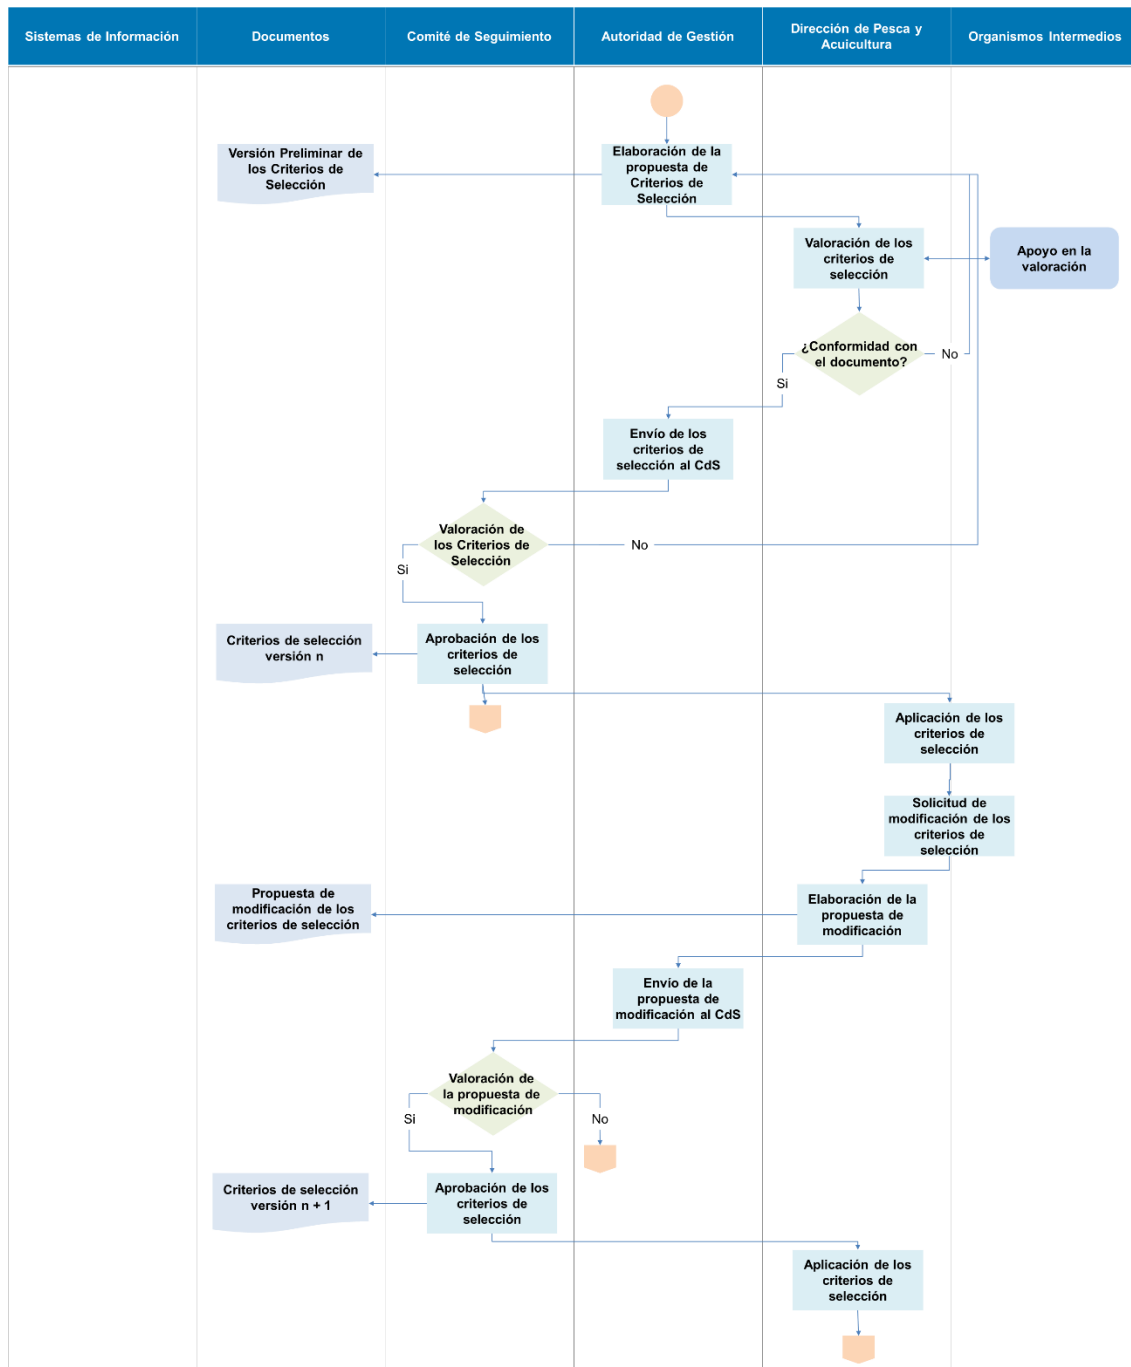 Sistemas de Información
Documentos
Comité de Seguimiento
Autoridad de Gestión
Dirección de Pesca y
Acuicultura
Organismos Intermedios
Versión Preliminar de
los Criterios de
Selección
Elaboración de la
propuesta de
Criterios de
Selección
Valoración de los
criterios de
selección
Apoyo en la
valoración
¿Conformidad con
el documento?
No
Si
Envío de los
criterios de
selección al CdS
Valoración de
los Criterios de
Selección
No
Si
Criterios de selección
versión n
Aprobación de los
criterios de
selección
Aplicación de los
criterios de
selección
Solicitud de
modificación de los
criterios de
selección
Propuesta de
modificación de los
criterios de selección
Elaboración de la
propuesta de
modificación
Envío de la
propuesta de
modificación al CdS
Valoración de
la propuesta de
modificación
Si
No
Criterios de selección
versión n + 1
Aprobación de los
criterios de
selección
Aplicación de los
criterios de
selección